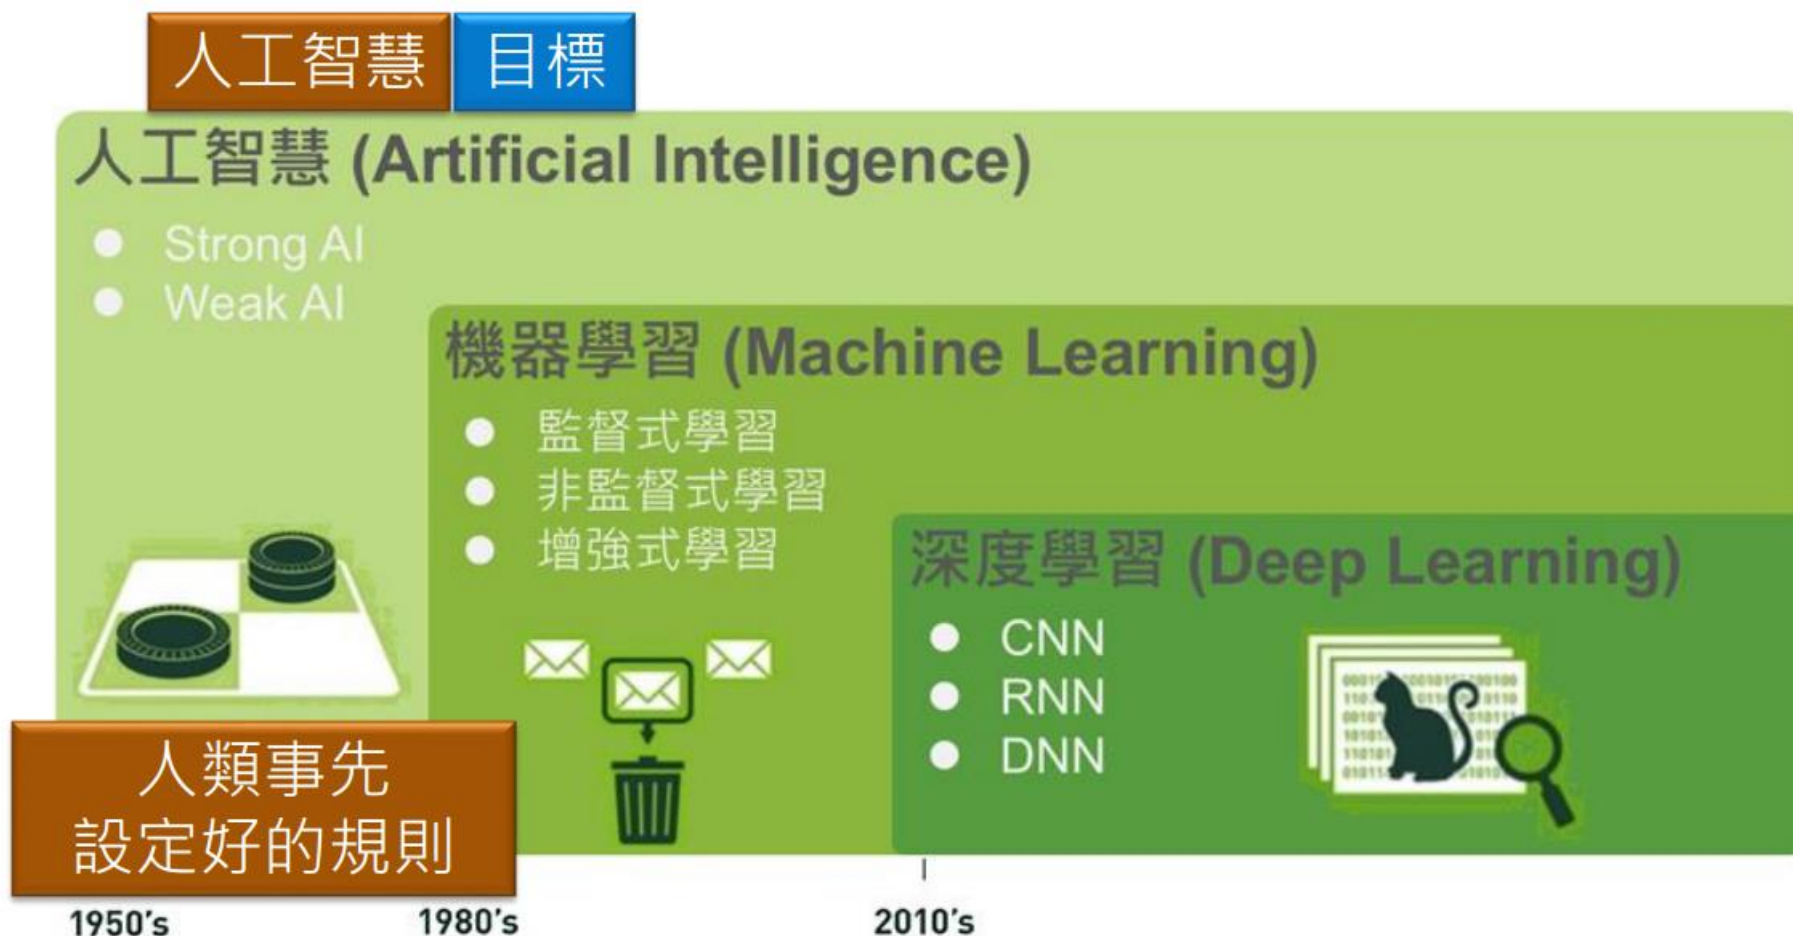 人工智慧 目標
人工智慧 (Artificial Intelligence)
● Strong AI
● Weak AI
機器學習 (Machine Learning)
● 監督式學習
● 非監督式學習
● 增強式學習
深度學習 (Deep Learning)
● CNN
● RNN
● DNN
人類事先
設定好的規則
1950's 1980's 2010's